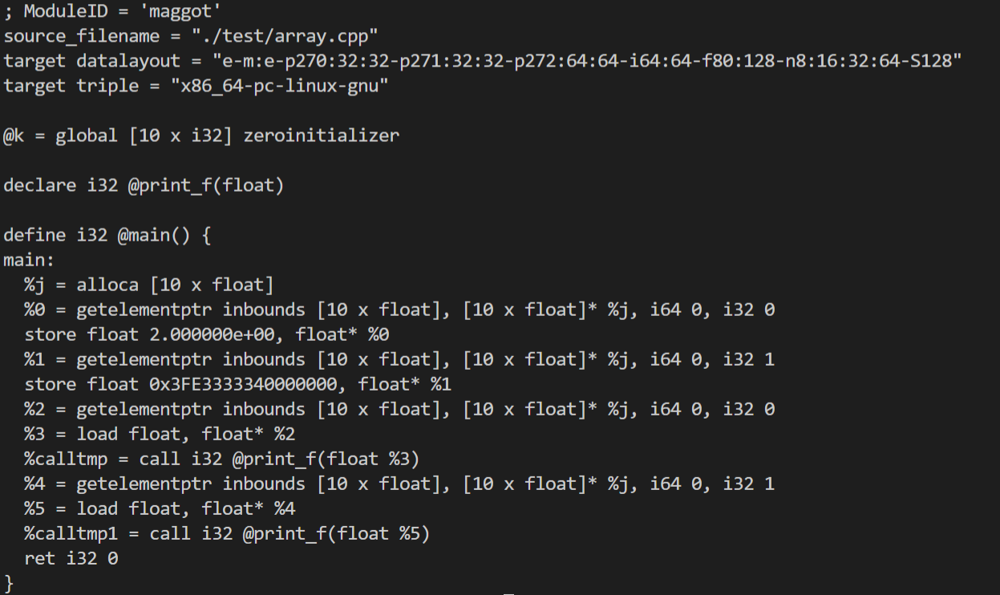 ; ModuleID = 'maggot'
source_filename = "./test/array.cpp"
target datalayout = "e-m:e-p270:32:32-p271:32:32-p272:64:64-i64:64-f80:128-n8:16:32:64-S128"
target triple = "x86_64-pc-linux-gnu"

@k = global [10 x i32] zeroinitializer

declare i32 @print_f(float)

define i32 @main() {
main:
  %j = alloca [10 x float]
  %0 = getelementptr inbounds [10 x float], [10 x float]* %j, i64 0, i32 0
  store float 2.000000e+00, float* %0
  %1 = getelementptr inbounds [10 x float], [10 x float]* %j, i64 0, i32 1
  store float 0x3FE3333340000000, float* %1
  %2 = getelementptr inbounds [10 x float], [10 x float]* %j, i64 0, i32 0
  %3 = load float, float* %2
  %calltmp = call i32 @print_f(float %3)
  %4 = getelementptr inbounds [10 x float], [10 x float]* %j, i64 0, i32 1
  %5 = load float, float* %4
  %calltmp1 = call i32 @print_f(float %5)
  ret i32 0
}